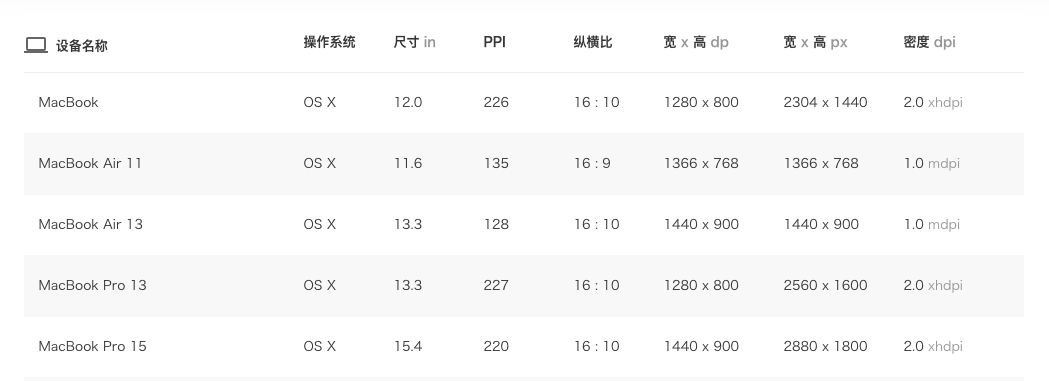 设备名称 操作系统 尺寸 in PPI 纵横比 宽 x 高 dp 宽 x 高 px 密度 dpi
MacBook OS X 12.0 226 16 : 10 1280 x 800 2304 x 1440 2.0 xhdpi
MacBook Air 11 OS X 11.6 135 16 : 9 1366 x 768 1366 x 768 1.0 mdpi
MacBook Air 13 OS X 13.3 128 16 : 10 1440 x 900 1440 x 900 1.0 mdpi
MacBook Pro 13 OS X 13.3 227 16 : 10 1280 x 800 2560 x 1600 2.0 xhdpi
MacBook Pro 15 OS X 15.4 220 16 : 10 1440 x 900 2880 x 1800 2.0 xhdpi